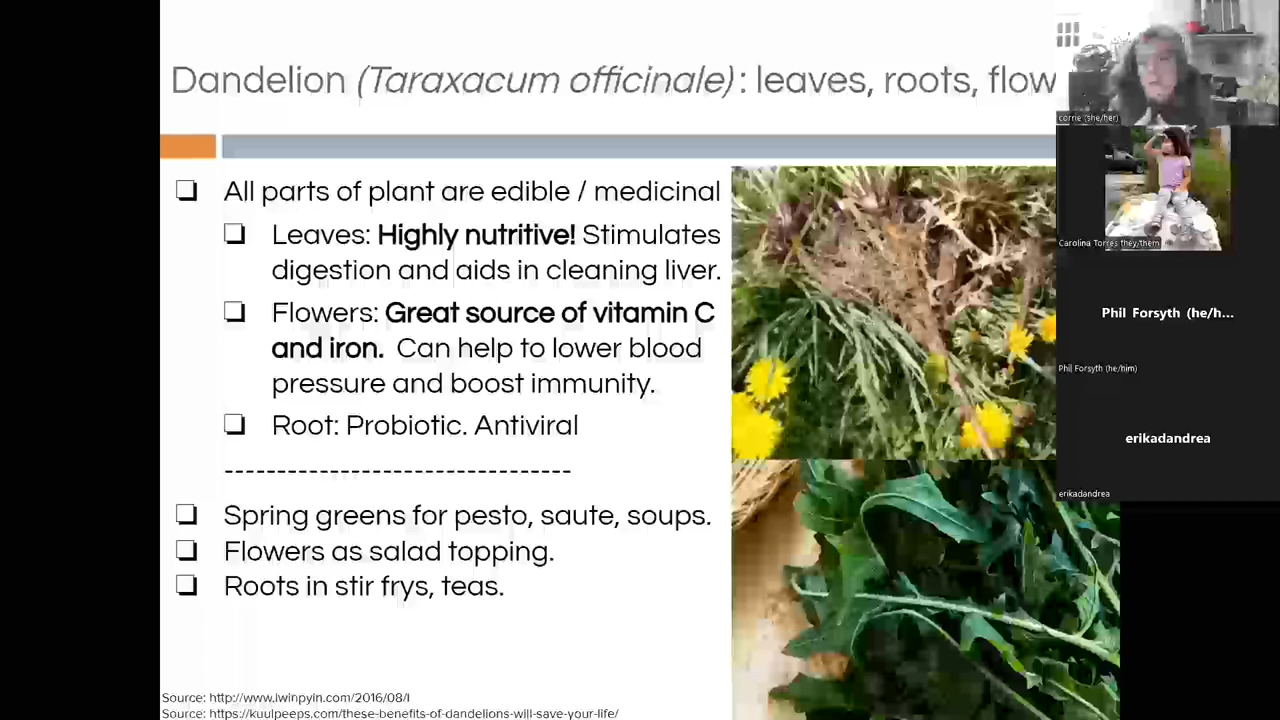 Dandelion (Taraxacum officinale) : leaves, roots, flow
All parts of plant are edible / medicinal
Leaves: Highly nutritive! Stimulates
digestion and aids in cleaning liver.
Flowers: Great source of vitamin C
and iron. Can help to lower blood
pressure and boost immunity.
Root: Probiotic. Antiviral
---------------------------------
Spring greens for pesto, saute, soups.
Flowers as salad topping.
Roots in stir frys, teas.
Source: http://www.iwinpyin.com/2016/08/l
Source: https://kuulpeeps.com/these-benefits-of-dandelions-will-save-your-life/
corrie (she/her)
Carolina Torres they/them
Phil Forsyth (he/h...
Phil Forsyth (he/him)
erikadandrea
erikadandrea